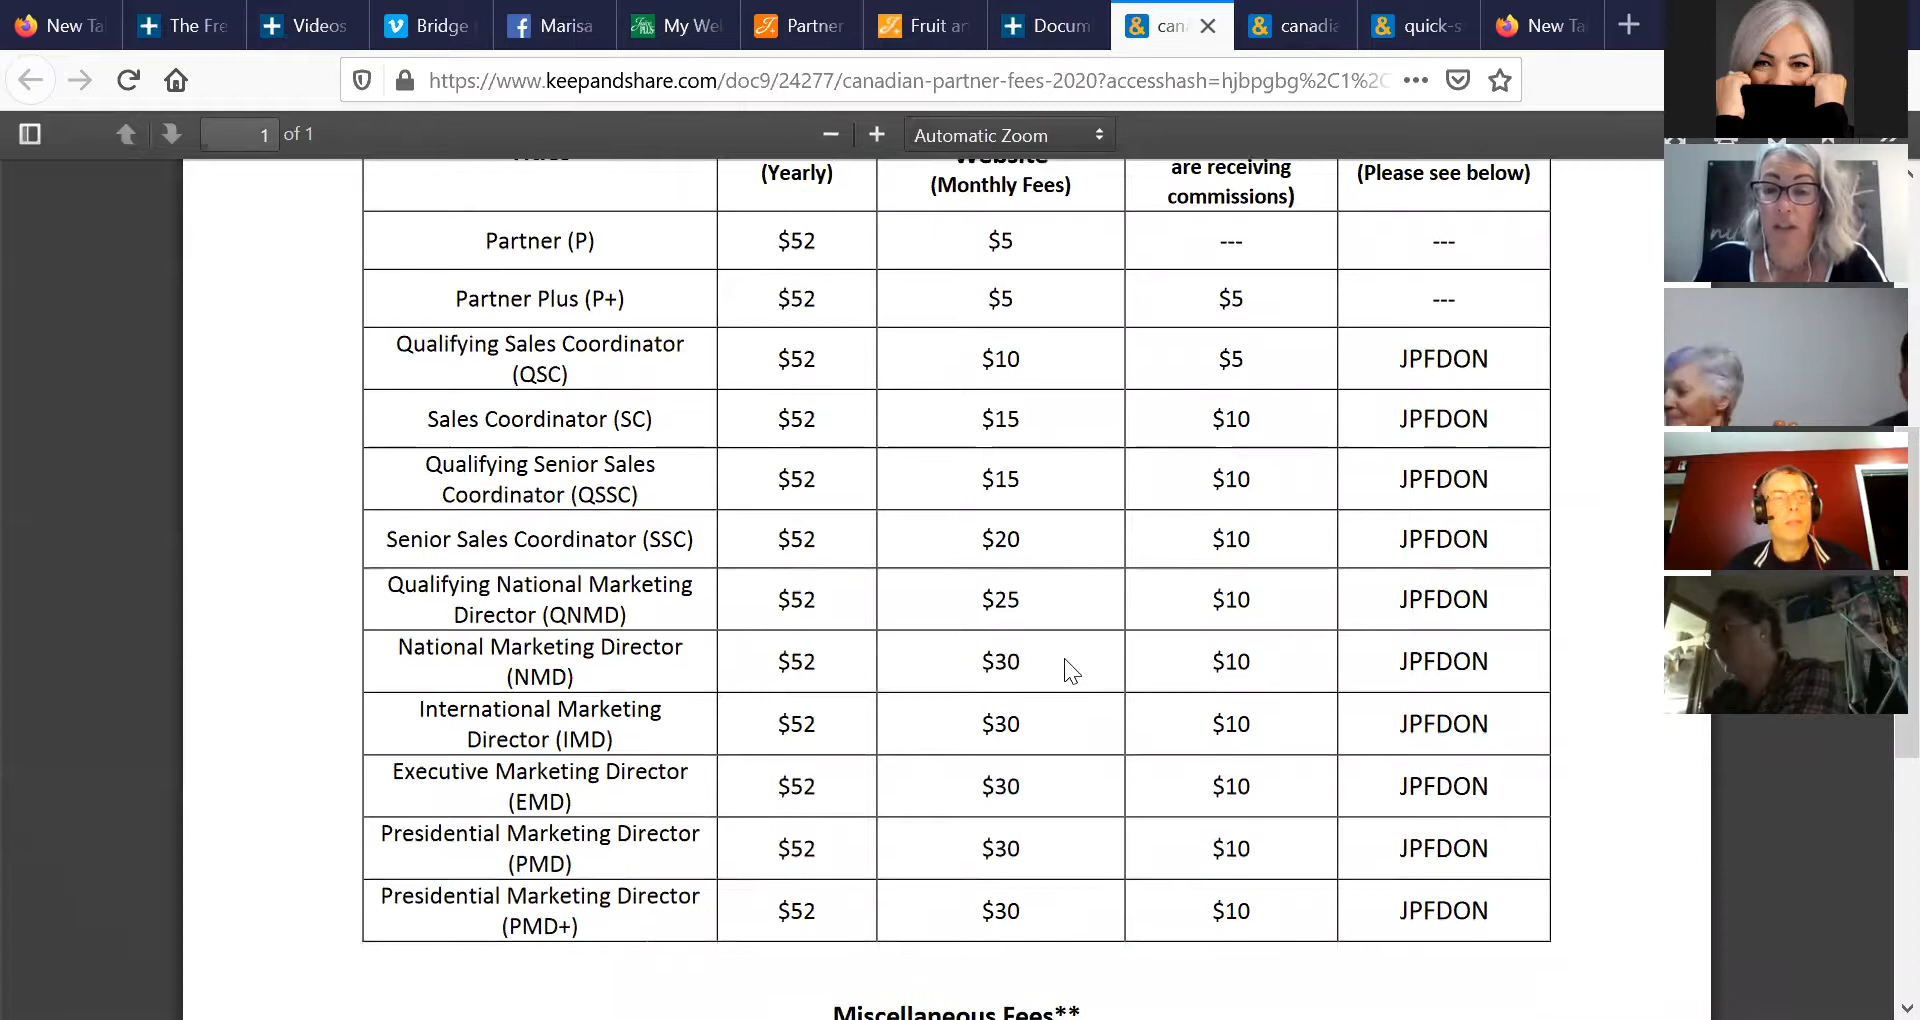 New Ta
The Fre
Videos
Bridge
Marisa
My Wel
Partner
Fruit an
Docum
can
canadia
quick-s
New Ta
https://www.keepandshare.com/doc9/24277/canadian-partner-fees-2020?accesshash=hjbpgbg%2C1%2C
1 of 1
Automatic Zoom
(Yearly)
Website
(Monthly Fees)
are receiving
commissions)
(Please see below)
Partner (P) $52 $5 --- ---
Partner Plus (P+) $52 $5 $5 ---
Qualifying Sales Coordinator
(QSC) $52 $10 $5 JPFDON
Sales Coordinator (SC) $52 $15 $10 JPFDON
Qualifying Senior Sales
Coordinator (QSSC) $52 $15 $10 JPFDON
Senior Sales Coordinator (SSC) $52 $20 $10 JPFDON
Qualifying National Marketing
Director (QNMD) $52 $25 $10 JPFDON
National Marketing Director
(NMD) $52 $30 $10 JPFDON
International Marketing
Director (IMD) $52 $30 $10 JPFDON
Executive Marketing Director
(EMD) $52 $30 $10 JPFDON
Presidential Marketing Director
(PMD) $52 $30 $10 JPFDON
Presidential Marketing Director
(PMD+) $52 $30 $10 JPFDON
Miscellaneous Fees**